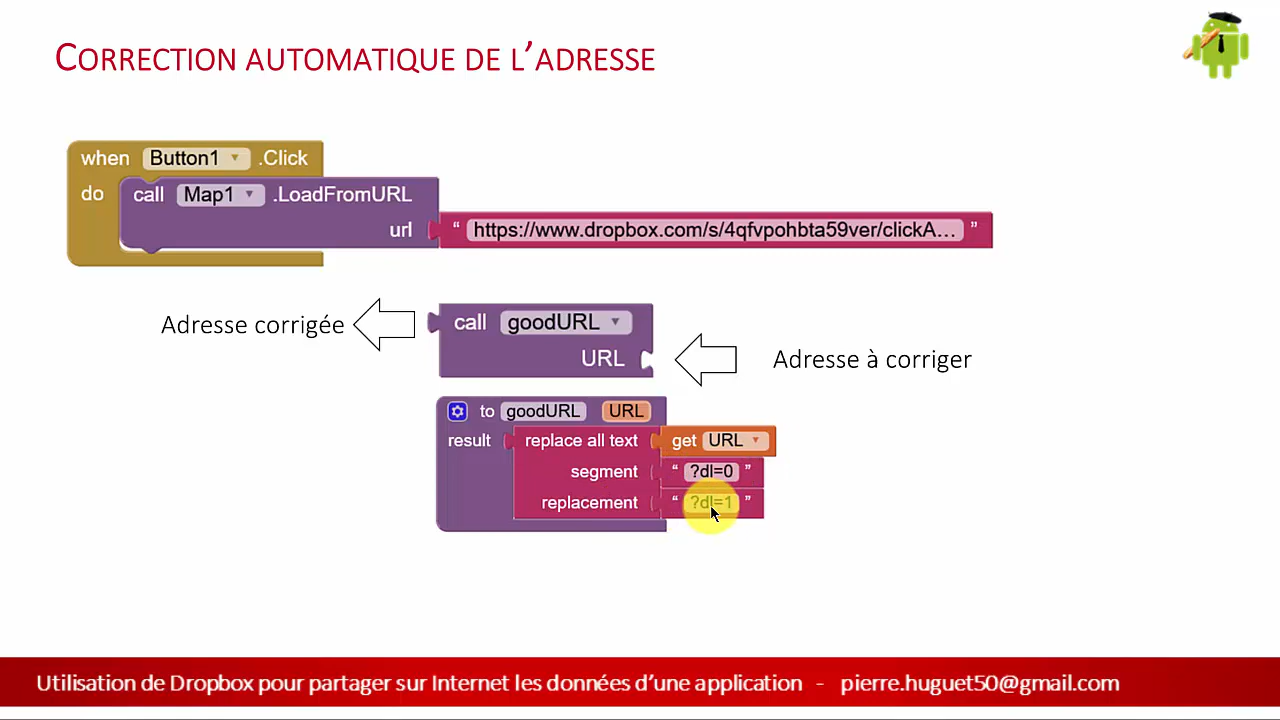 CORRECTION AUTOMATIQUE DE L’ADRESSE
when Button1 .Click
do call Map1 .LoadFromURL
url “ https://www.dropbox.com/s/4qfvpohbta59ver/clickA… ”
Adresse corrigée
call goodURL
URL
Adresse à corriger
to goodURL URL
result replace all text get URL
segment “ ?dl=0 ”
replacement “ ?dl=1 ”
Utilisation de Dropbox pour partager sur Internet les données d’une application - pierre.huguet50@gmail.com